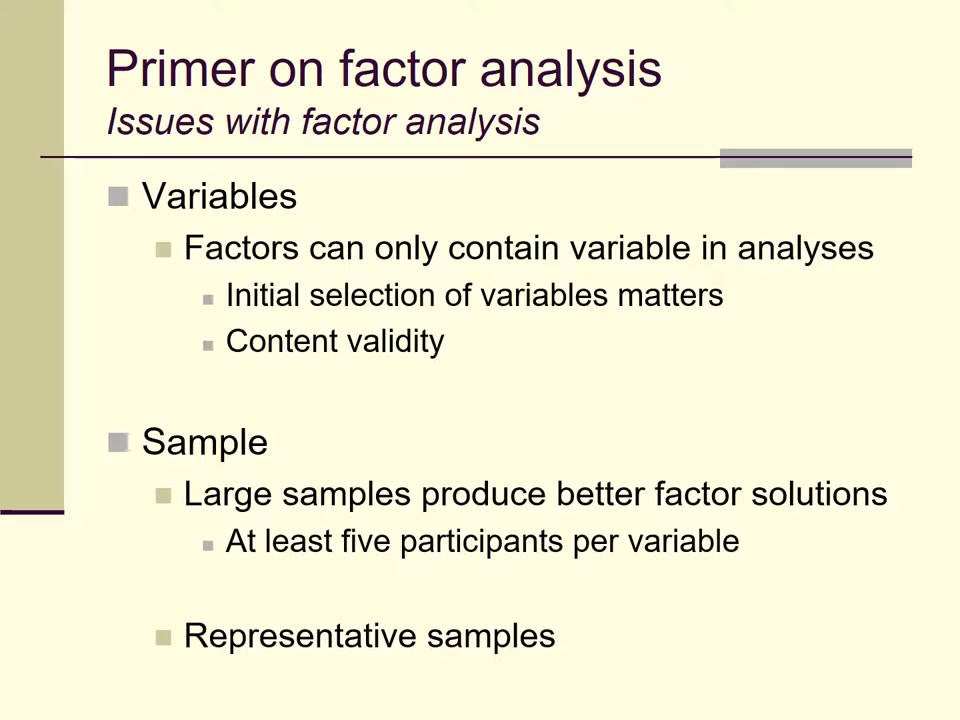 Primer on factor analysis
Issues with factor analysis
Variables
Factors can only contain variable in analyses
Initial selection of variables matters
Content validity
Sample
Large samples produce better factor solutions
At least five participants per variable
Representative samples